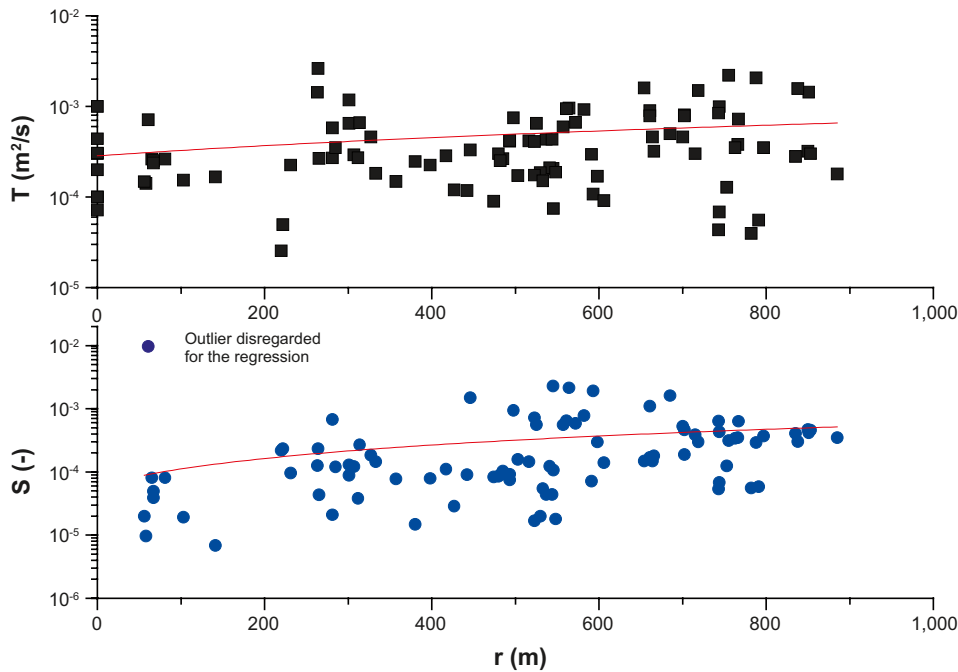 10⁻²
10⁻³
10⁻⁴
10⁻⁵
T (m²/s)
0 200 400 600 800 1,000
Outlier disregarded
for the regression
10⁻²
10⁻³
10⁻⁴
10⁻⁵
10⁻⁶
S (-)
0 200 400 600 800 1,000
r (m)